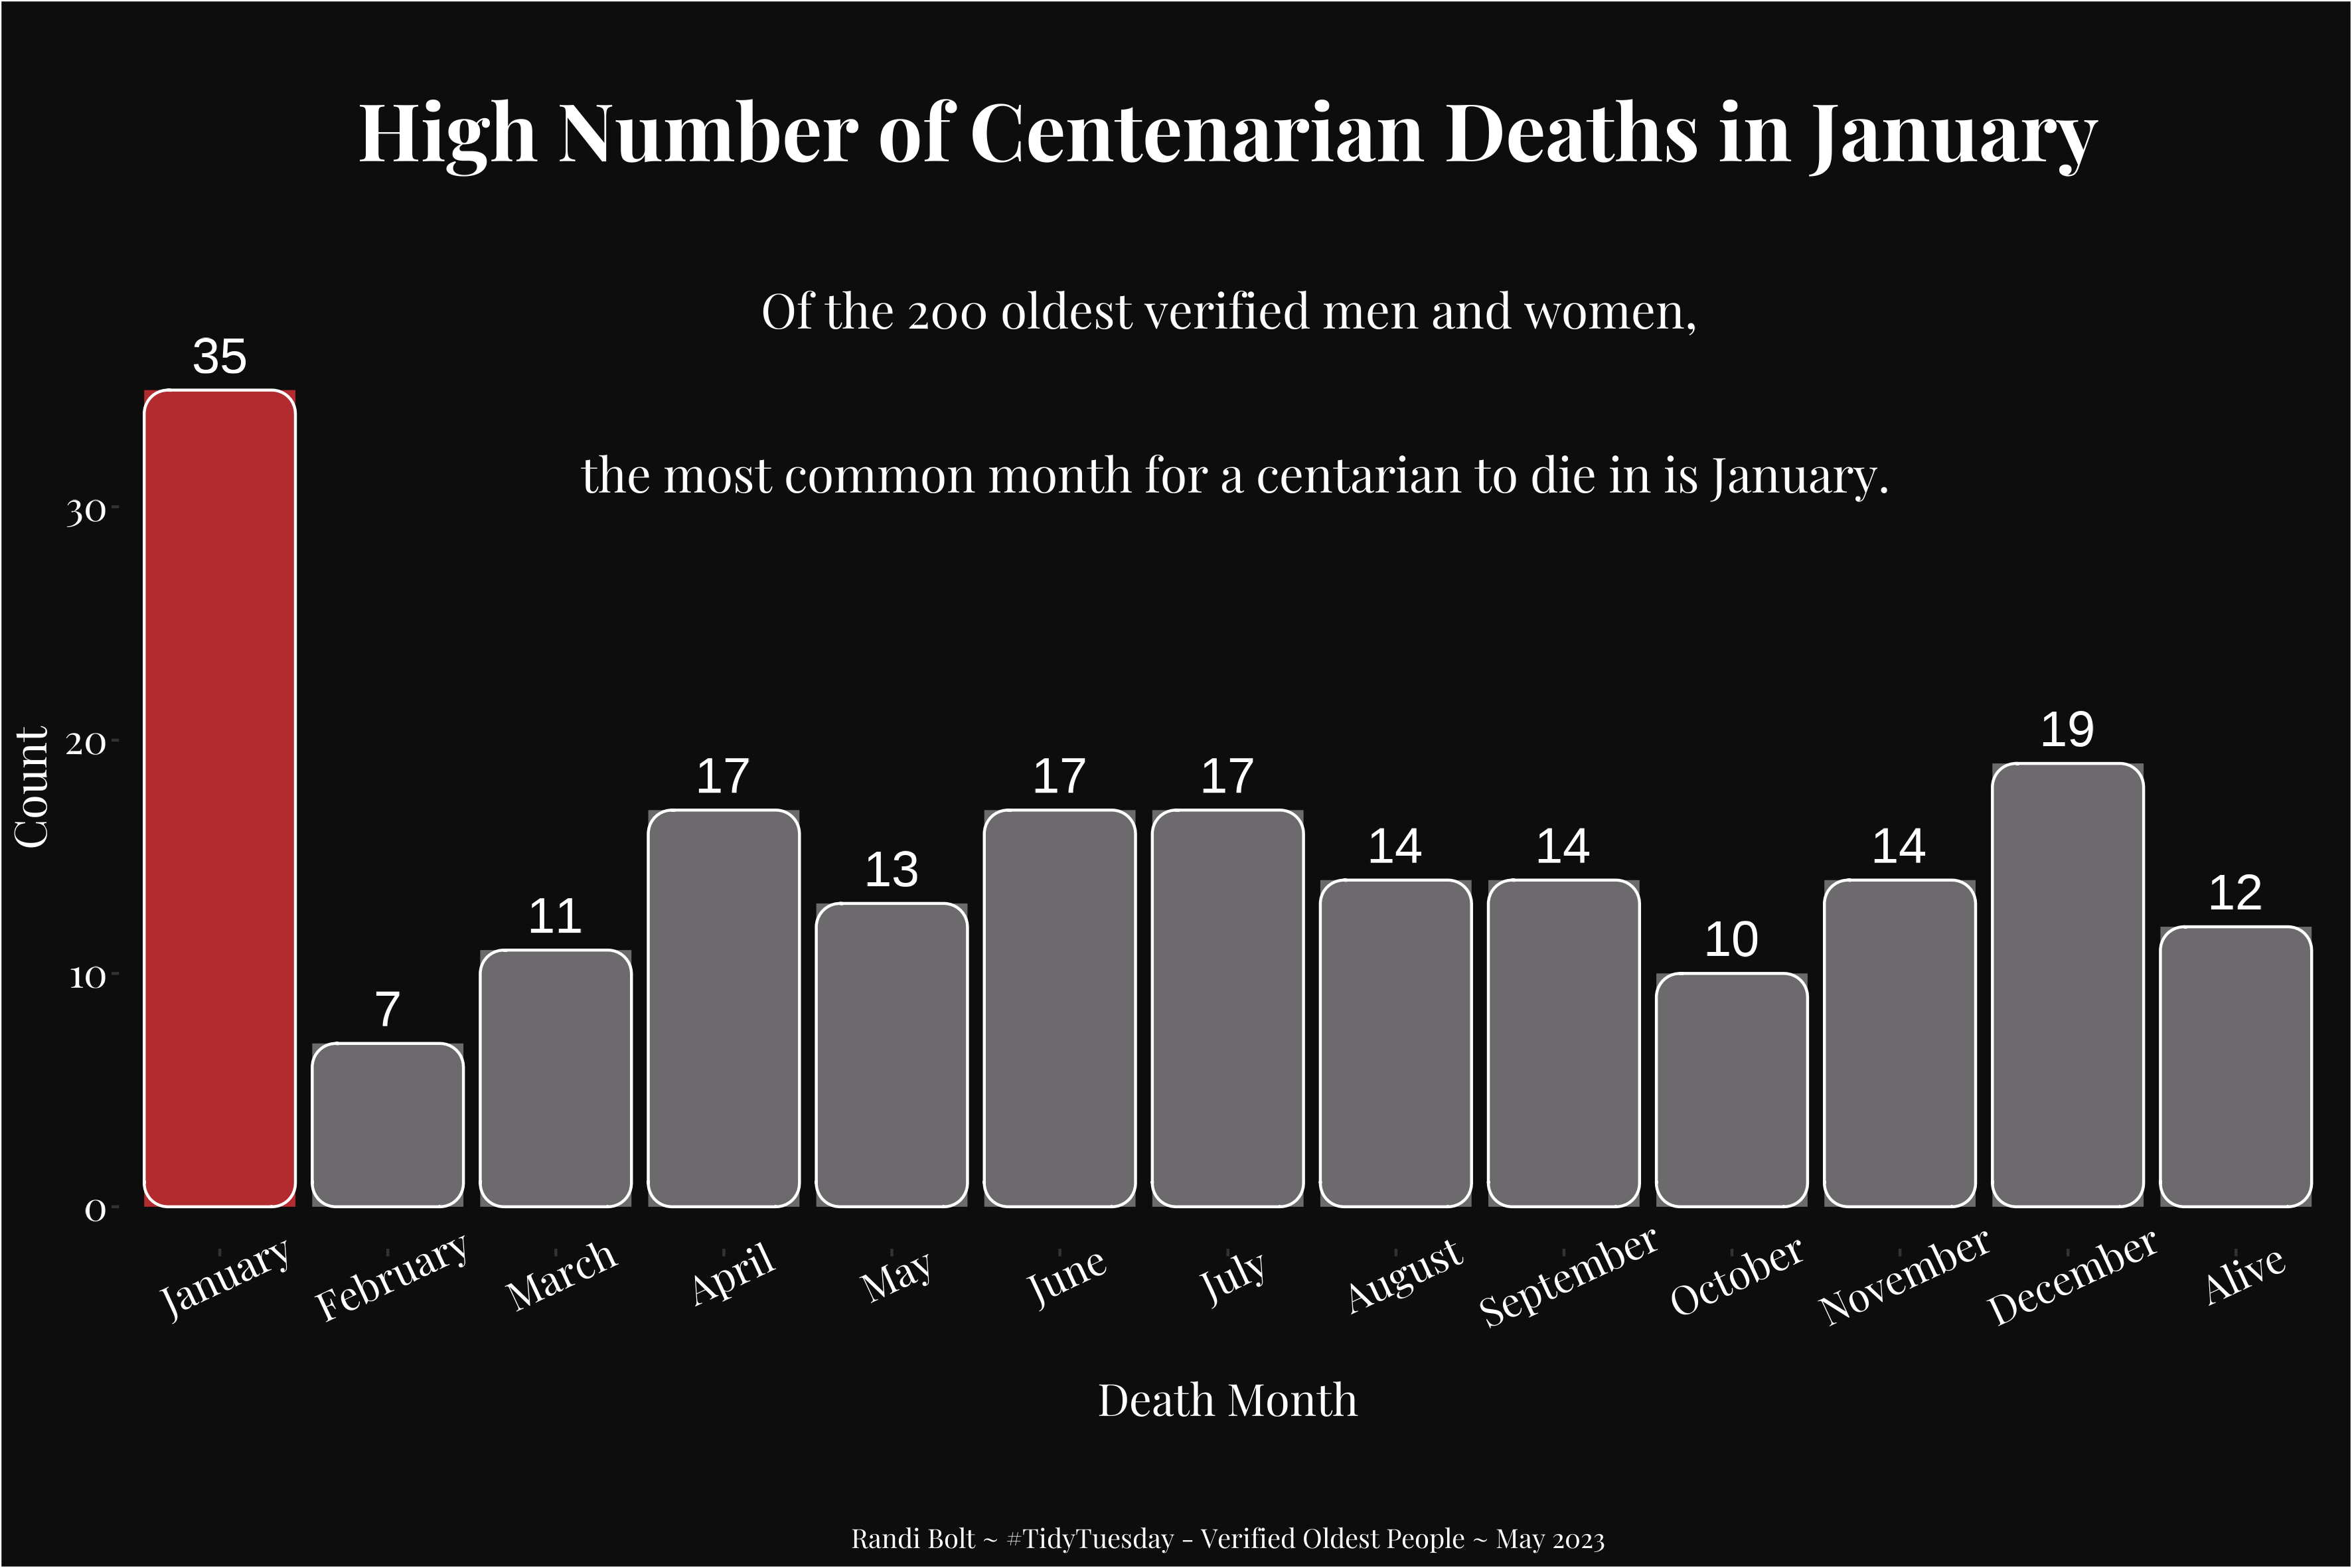 High Number of Centenarian Deaths in January
Of the 200 oldest verified men and women,
the most common month for a centarian to die in is January.
Count
30
20
10
0
35
7
11
17
13
17
17
14
14
10
14
19
12
January
February
March
April
May
June
July
August
September
October
November
December
Alive
Death Month
Randi Bolt ~ #TidyTuesday - Verified Oldest People ~ May 2023